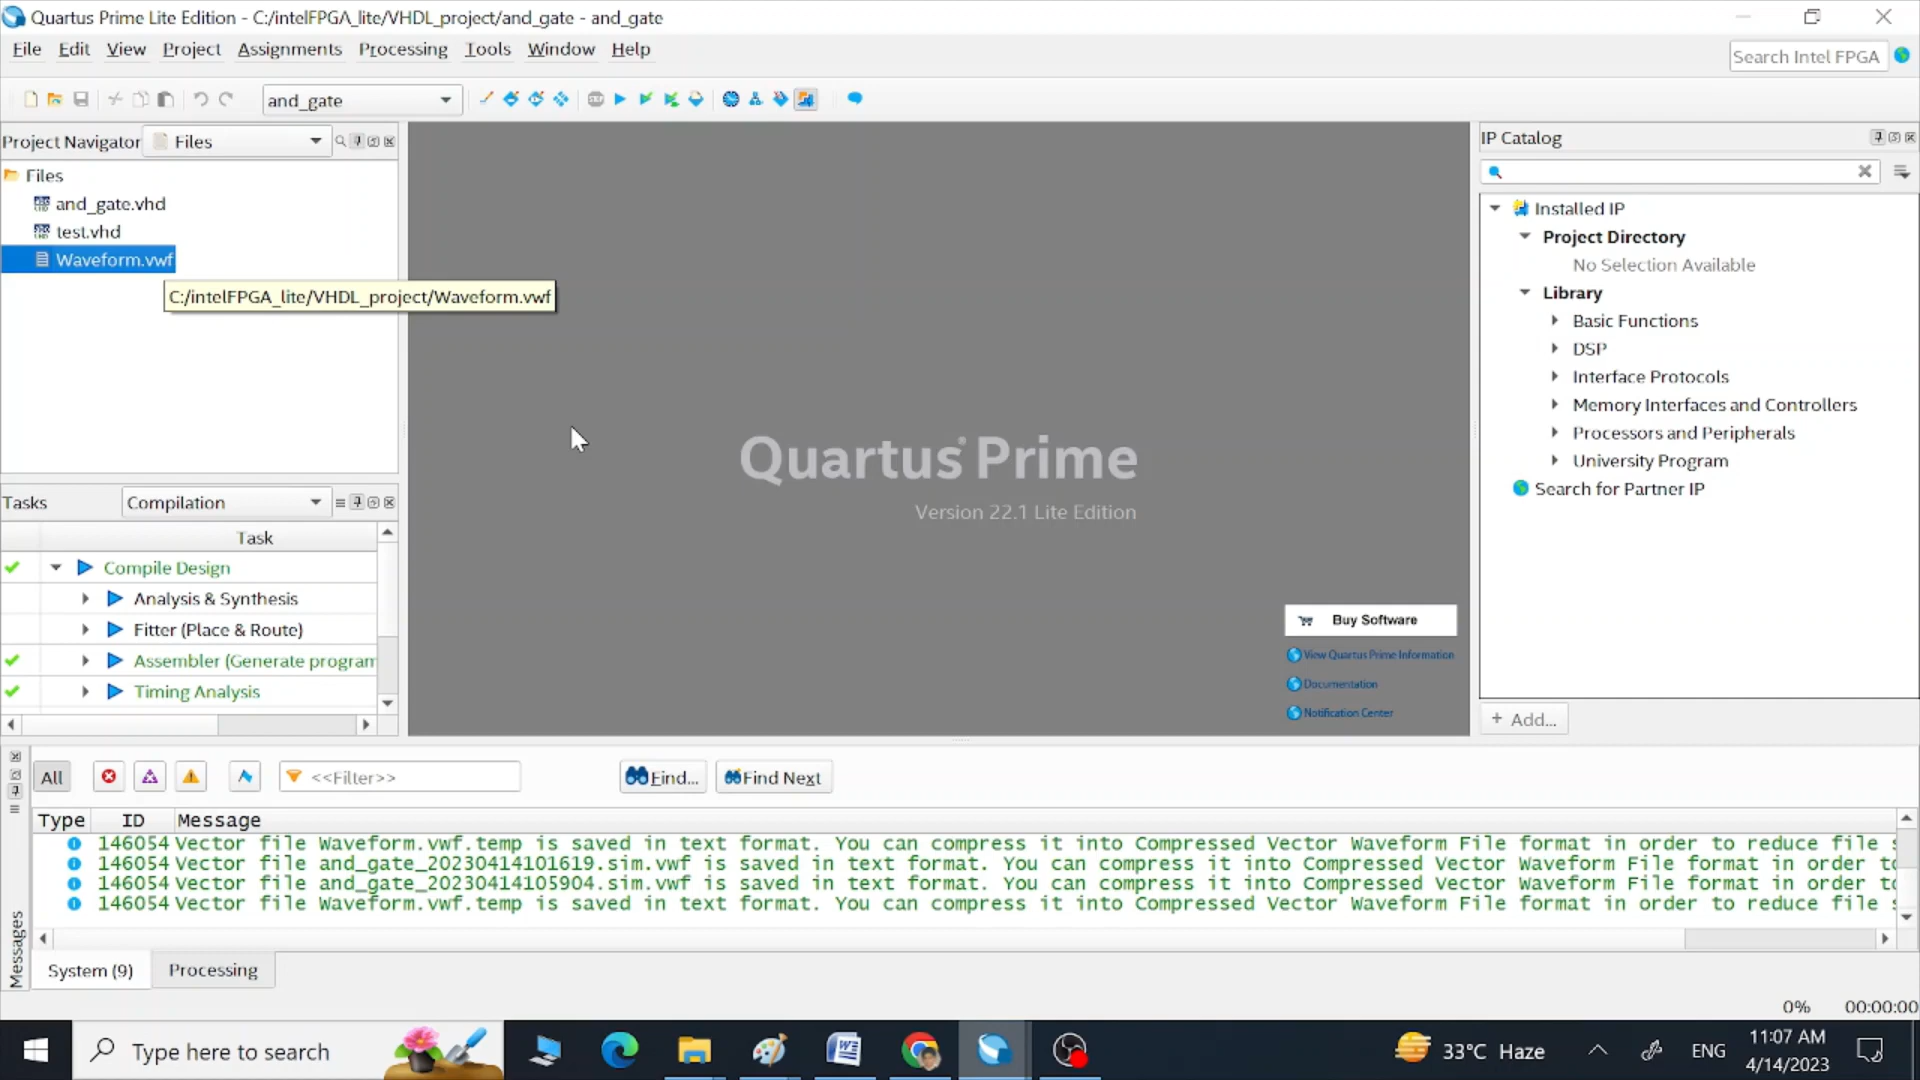 Quartus Prime Lite Edition - C:/intelFPGA_lite/VHDL_project/and_gate - and_gate
File Edit View Project Assignments Processing Tools Window Help
Search Intel FPGA
and_gate
Project Navigator Files
Files
and_gate.vhd
test.vhd
Waveform.vwf
C:/intelFPGA_lite/VHDL_project/Waveform.vwf
Tasks Compilation
Task
Compile Design
Analysis & Synthesis
Fitter (Place & Route)
Assembler (Generate program
Timing Analysis
Quartus Prime
Version 22.1 Lite Edition
Buy Software
View Quartus Prime Information
Documentation
Notification Center
IP Catalog
Installed IP
Project Directory
No Selection Available
Library
Basic Functions
DSP
Interface Protocols
Memory Interfaces and Controllers
Processors and Peripherals
University Program
Search for Partner IP
+ Add...
All <<Filter>> Find... Find Next
Type ID Message
146054 Vector file Waveform.vwf.temp is saved in text format. You can compress it into Compressed Vector Waveform File format in order to reduce file s
146054 Vector file and_gate_20230414101619.sim.vwf is saved in text format. You can compress it into Compressed Vector Waveform File format in order to
146054 Vector file and_gate_20230414105904.sim.vwf is saved in text format. You can compress it into Compressed Vector Waveform File format in order to
146054 Vector file Waveform.vwf.temp is saved in text format. You can compress it into Compressed Vector Waveform File format in order to reduce file s
Messages
System (9) Processing
0% 00:00:00
Type here to search
33°C Haze
ENG
11:07 AM
4/14/2023